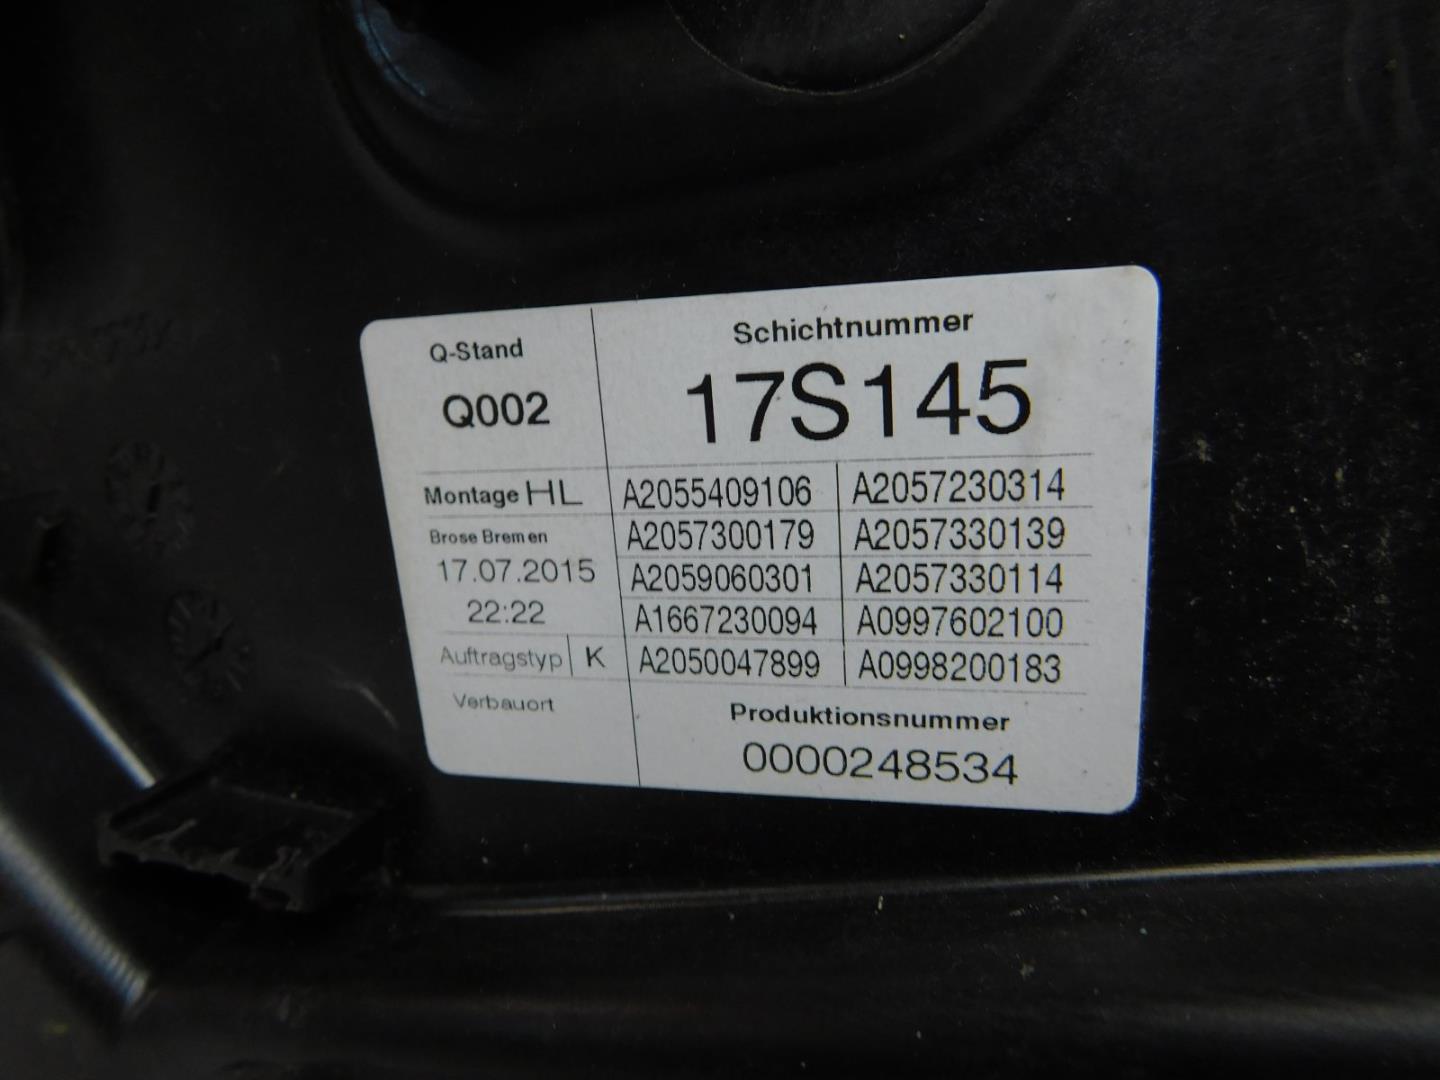 Q-Stand
Q002
Schichtnummer
17S145
Montage HL
Brose Bremen
17.07.2015
22:22
Auftragstyp K
Verbauort
A2055409106 A2057230314
A2057300179 A2057330139
A2059060301 A2057330114
A1667230094 A0997602100
A2050047899 A0998200183
Produktionsnummer
0000248534